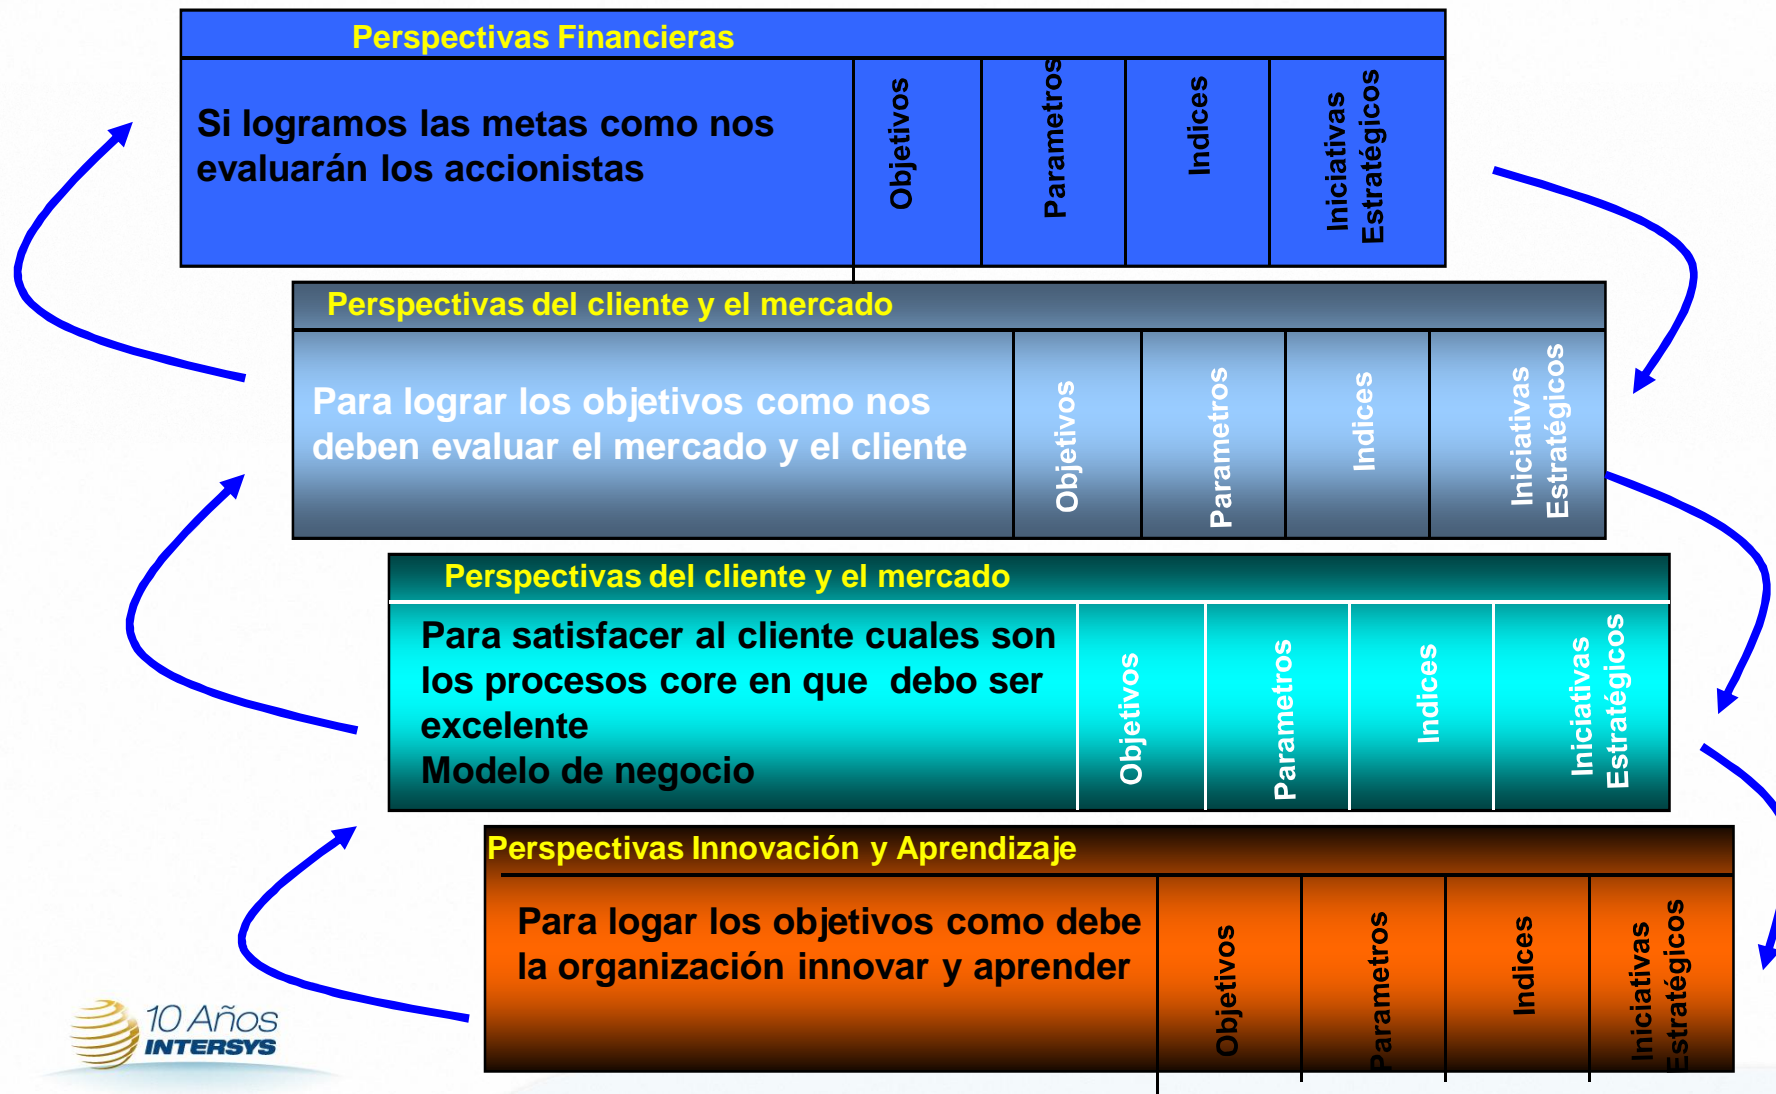 Perspectivas Financieras
Si logramos las metas como nos
evaluarán los accionistas
Objetivos
Parametros
Indices
Iniciativas
Estratégicos
Perspectivas del cliente y el mercado
Para lograr los objetivos como nos
deben evaluar el mercado y el cliente
Objetivos
Parametros
Indices
Iniciativas
Estratégicos
Perspectivas del cliente y el mercado
Para satisfacer al cliente cuales son
los procesos core en que debo ser
excelente
Modelo de negocio
Objetivos
Parametros
Indices
Iniciativas
Estratégicos
Perspectivas Innovación y Aprendizaje
Para logar los objetivos como debe
la organización innovar y aprender
Objetivos
Parametros
Indices
Iniciativas
Estratégicos
10 Años
INTERSYS